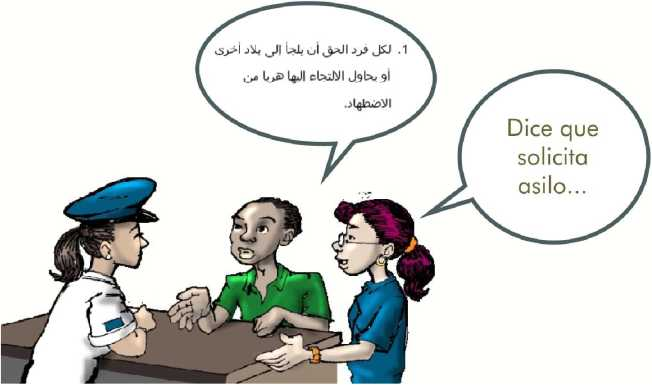 1. لكل فرد الحق أن يلجأ إلى بلاد أخرى
أو يحاول الالتجاء إليها هربا من
الاضطهاد.
Dice que
solicita
asilo...